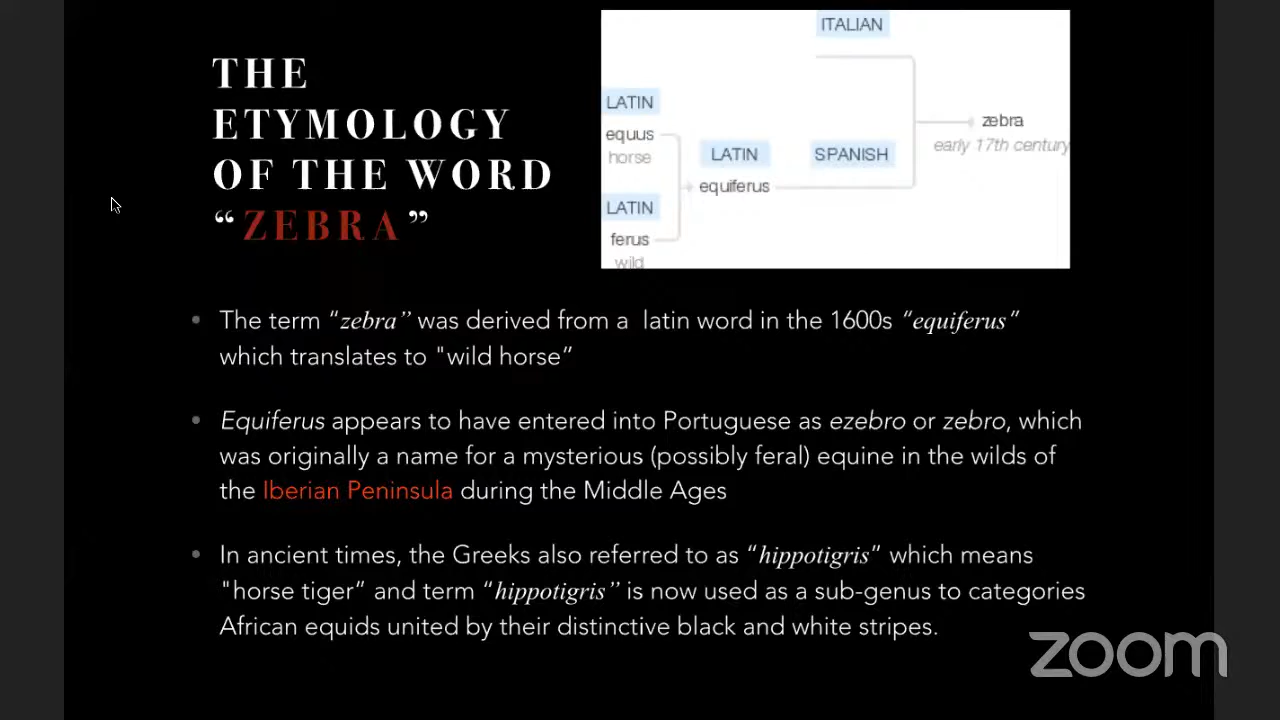 THE
ETYMOLOGY
OF THE WORD
“ZEBRA”
ITALIAN
LATIN
equus
horse
LATIN
equiferus
SPANISH
zebra
early 17th century
LATIN
ferus
wild
• The term “zebra” was derived from a latin word in the 1600s “equiferus”
which translates to "wild horse”
• Equiferus appears to have entered into Portuguese as ezebro or zebro, which
was originally a name for a mysterious (possibly feral) equine in the wilds of
the Iberian Peninsula during the Middle Ages
• In ancient times, the Greeks also referred to as “hippotigris” which means
"horse tiger” and term “hippotigris” is now used as a sub-genus to categories
African equids united by their distinctive black and white stripes.
zoom